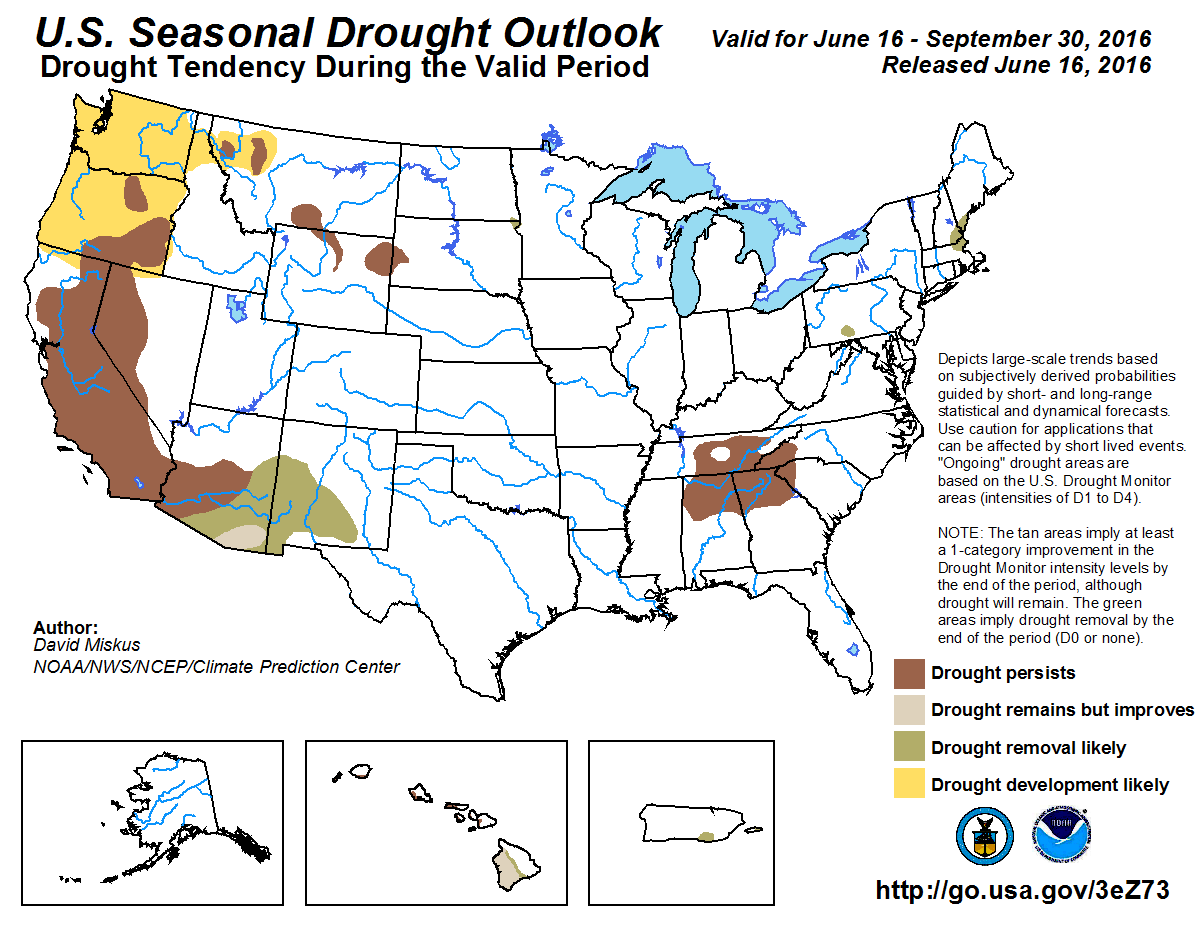 U.S. Seasonal Drought Outlook
Drought Tendency During the Valid Period
Valid for June 16 - September 30, 2016
Released June 16, 2016
Depicts large-scale trends based
on subjectively derived probabilities
guided by short- and long-range
statistical and dynamical forecasts.
Use caution for applications that
can be affected by short lived events.
"Ongoing" drought areas are
based on the U.S. Drought Monitor
areas (intensities of D1 to D4).
NOTE: The tan areas imply at least
a 1-category improvement in the
Drought Monitor intensity levels by
the end of the period, although
drought will remain. The green
areas imply drought removal by the
end of the period (D0 or none).
Author:
David Miskus
NOAA/NWS/NCEP/Climate Prediction Center
Drought persists
Drought remains but improves
Drought removal likely
Drought development likely
http://go.usa.gov/3eZ73